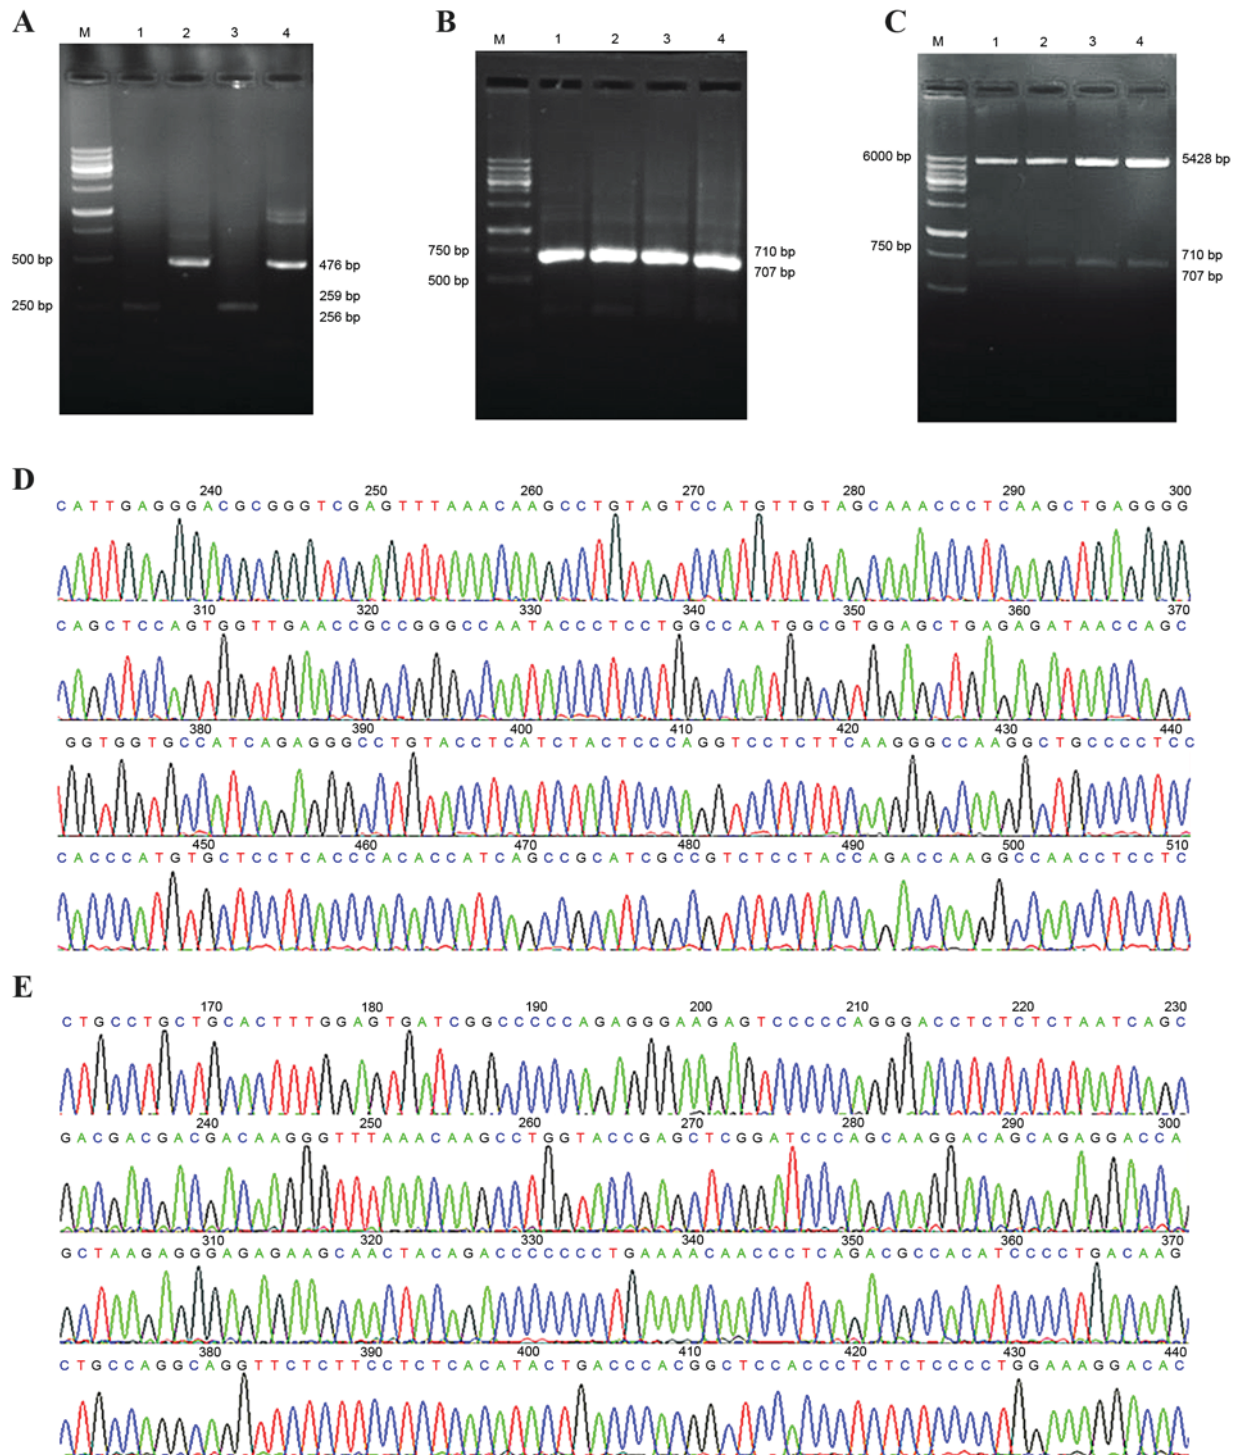 A
M 1 2 3 4
500 bp
250 bp
476 bp
259 bp
256 bp
B
M 1 2 3 4
750 bp
500 bp
710 bp
707 bp
C
M 1 2 3 4
6000 bp
750 bp
5428 bp
710 bp
707 bp
D
240 250 260 270 280 290 300
CATTGAGGGACGCGGGTCGAGTTTAAACAAGCCTGTAGTCCATGTTGTAGCAAACCCTCAAGCTGAGGGG
310 320 330 340 350 360 370
CAGCTCCAGTGGTTGAACCGCCGGGCCAATACCCTCCTGGCCAATGGCGTGGAGCTGAGAGATAACCAGC
380 390 400 410 420 430 440
GGTGGTGCCATCAGAGGGCCTGTACCTCATCTACTCCCAGGTCCTCTTCAAGGGCCAAGGCTGCCCCTCC
450 460 470 480 490 500 510
CACCCATGTGCTCCTCACCCACACCATCAGCCGCATCGCCGTCTCCTACCAGACCAAGGCCAACCTCCTC
E
170 180 190 200 210 220 230
CTGCCTGCTGCACTTTGGAGTGATCGGCCCCCAGAGGGAAGAGTCCCCCAGGGACCTCTCTCTAATCAGC
240 250 260 270 280 290 300
GACGACGACGACAAGGGTTTAAACAAGCCTGGTACCGAGCTCGGATCCCAGCAAGGACAGCAGAGGACCA
310 320 330 340 350 360 370
GCTAAGAGGGAGAGAAGCAACTACAGACCCCCCCTGAAAACAACCCTCAGACGCCACATCCCCTGACAAG
380 390 400 410 420 430 440
CTGCCAGGCAGGTTCTCTTCCTCTCACATACTGACCCACGGCTCCACCCTCTCTCCCCTGGAAAGGACAC